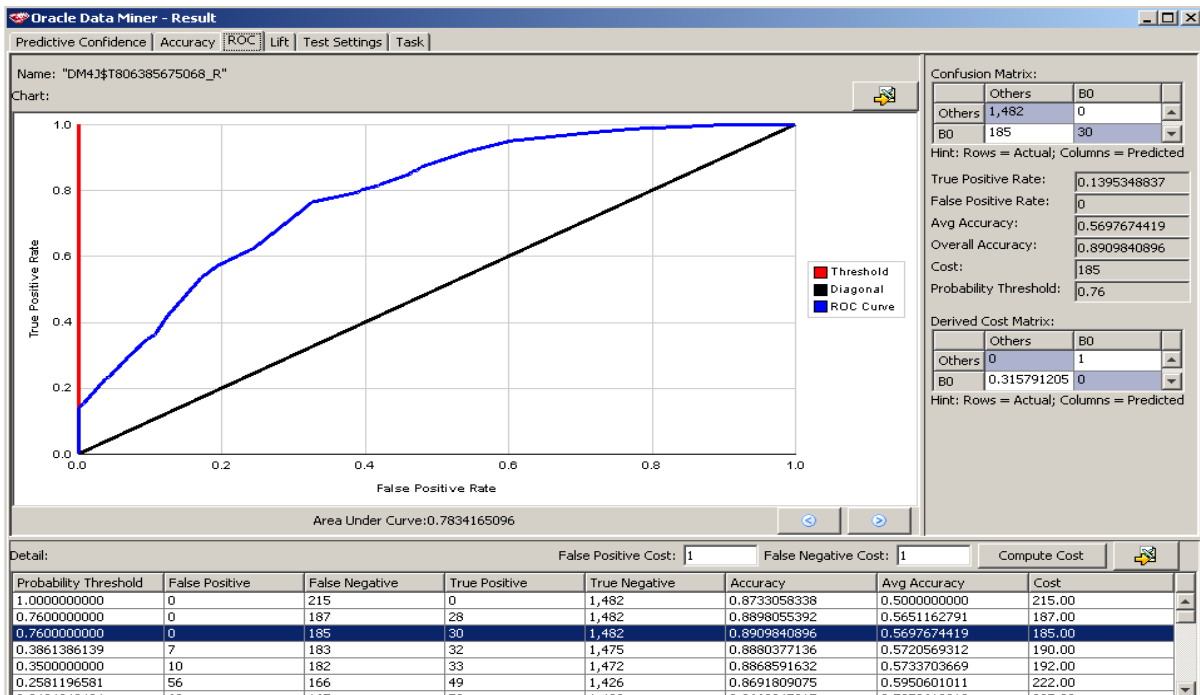 Oracle Data Miner - Result
Predictive Confidence Accuracy ROC Lift Test Settings Task
Name: "DM4J$T806385675068_R"
Chart:
1.0
0.8
0.6
0.4
0.2
0.0
True Positive Rate
0.0 0.2 0.4 0.6 0.8 1.0
False Positive Rate
Threshold
Diagonal
ROC Curve
Area Under Curve:0.7834165096
Confusion Matrix:
Others B0
Others 1,482 0
B0 185 30
Hint: Rows = Actual; Columns = Predicted
True Positive Rate: 0.1395348837
False Positive Rate: 0
Avg Accuracy: 0.5697674419
Overall Accuracy: 0.8909840896
Cost: 185
Probability Threshold: 0.76
Derived Cost Matrix:
Others B0
Others 0 1
B0 0.315791205 0
Hint: Rows = Actual; Columns = Predicted
Detail: False Positive Cost: 1 False Negative Cost: 1 Compute Cost
Probability Threshold False Positive False Negative True Positive True Negative Accuracy Avg Accuracy Cost
1.0000000000 0 215 0 1,482 0.8733058338 0.5000000000 215.00
0.7600000000 0 187 28 1,482 0.8898055392 0.5651162791 187.00
0.7600000000 0 185 30 1,482 0.8909840896 0.5697674419 185.00
0.3861386139 7 183 32 1,475 0.8880377136 0.5720569312 190.00
0.3500000000 10 182 33 1,472 0.8868591632 0.5733703669 192.00
0.2581196581 56 166 49 1,426 0.8691809075 0.5950601011 222.00